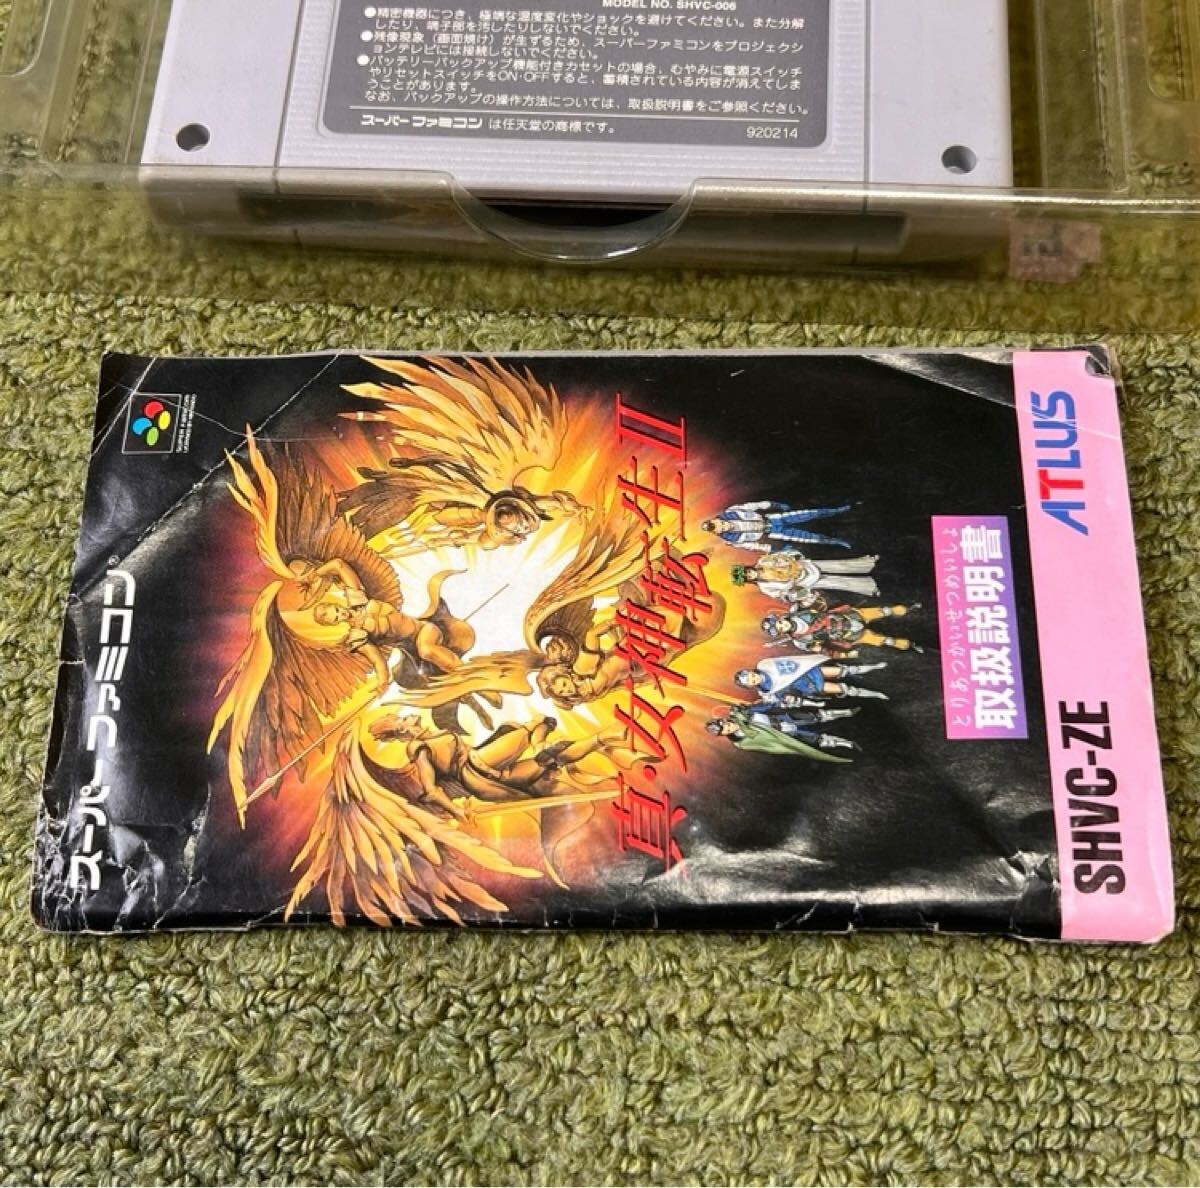 MODEL NO. SHVC-006
●精密機器につき、極端な温度変化やショックを避けてください。また分解
したり、端子部を汚したりしないでください。
●残像現象（画面焼け）が生ずるため、スーパーファミコンをプロジェクシ
ョンテレビには接続しないでください。
●バッテリーバックアップ機能付きカセットの場合、むやみに電源スイッチ
やリセットスイッチをON・OFFすると、蓄積されている内容が消えてしま
うことがあります。
なお、バックアップの操作方法については、取扱説明書をご参照ください。
スーパーファミコンは任天堂の商標です。
920214
スーパーファミコン®
SUPER FAMICOM
LICENSED BY NINTENDO
真・女神転生II
とりあつかいせつめいしょ
取扱説明書
ATLUS
SHVC-ZE